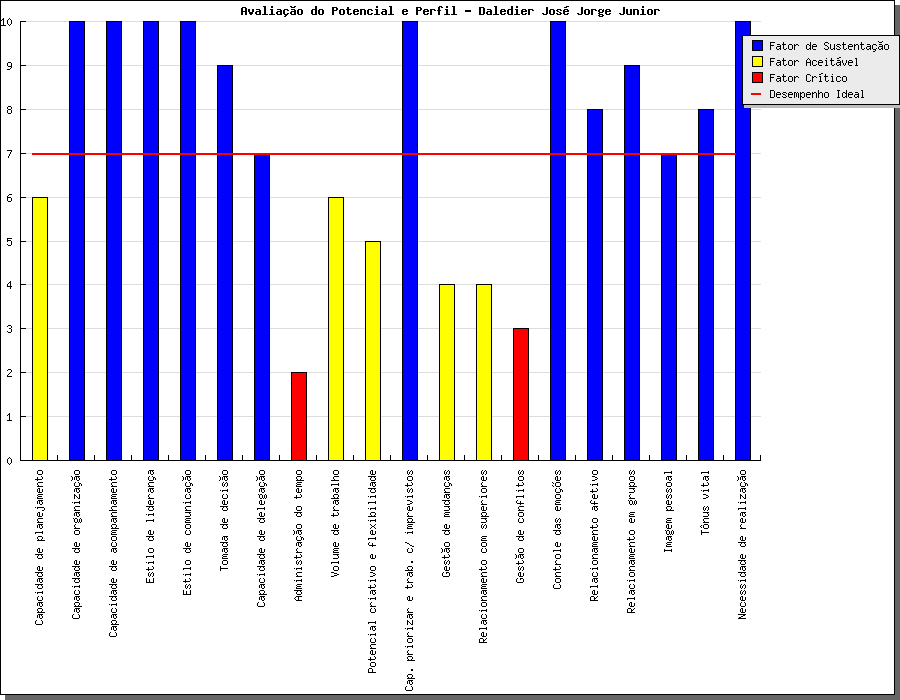 Avaliação do Potencial e Perfil - Daledier José Jorge Junior
Fator de Sustentação
Fator Aceitável
Fator Crítico
Desempenho Ideal
10
9
8
7
6
5
4
3
2
1
0
Capacidade de planejamento
Capacidade de organização
Capacidade de acompanhamento
Estilo de liderança
Estilo de comunicação
Tomada de decisão
Capacidade de delegação
Administração do tempo
Volume de trabalho
Potencial criativo e flexibilidade
Cap. priorizar e trab. c/ imprevistos
Gestão de mudanças
Relacionamento com superiores
Gestão de conflitos
Controle das emoções
Relacionamento afetivo
Relacionamento em grupos
Imagem pessoal
Tônus vital
Necessidade de realização